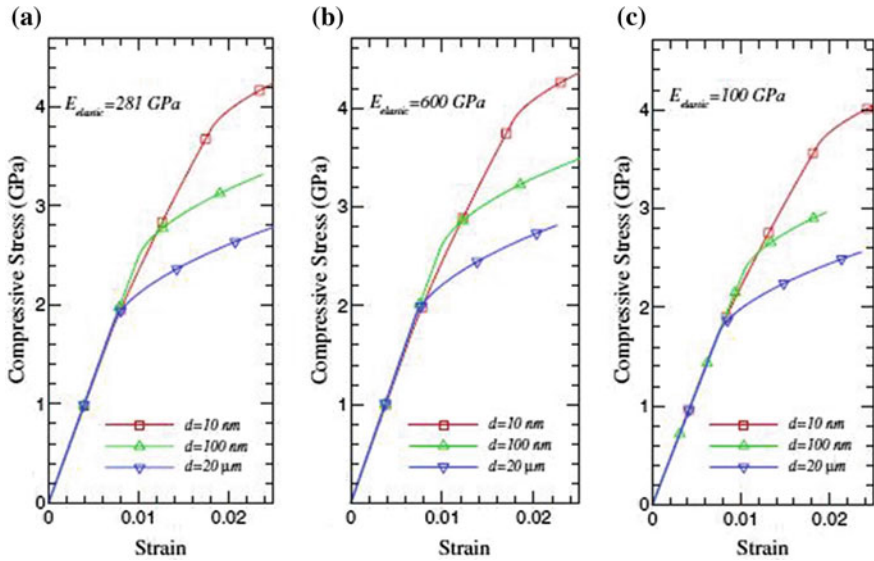 (a)
Compressive Stress (GPa)
4
3
2
1
0
E elastic=281 GPa
d=10 nm
d=100 nm
d=20 μm
0
0.01
0.02
Strain
(b)
Compressive Stress (GPa)
4
3
2
1
0
E elastic=600 GPa
d=10 nm
d=100 nm
d=20 μm
0
0.01
0.02
Strain
(c)
Compressive Stress (GPa)
4
3
2
1
0
E elastic=100 GPa
d=10 nm
d=100 nm
d=20 μm
0
0.01
0.02
Strain